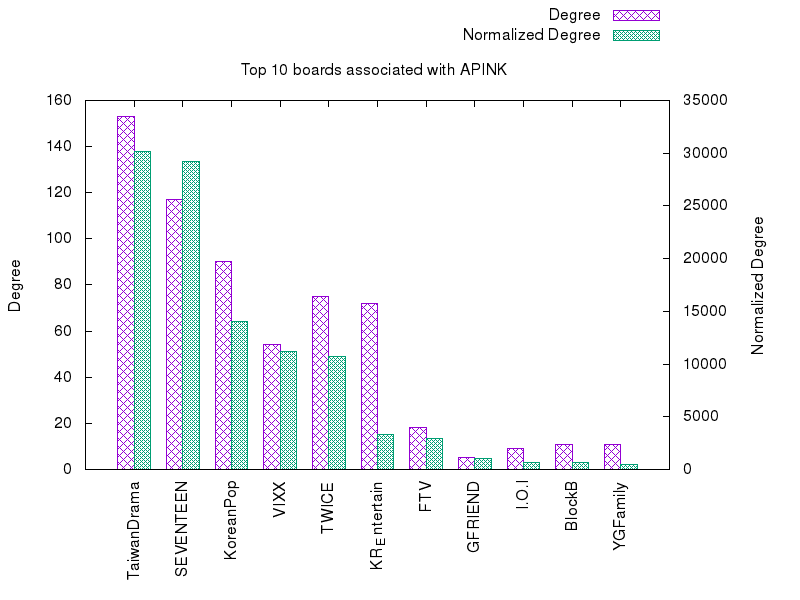 Degree
Normalized Degree
Top 10 boards associated with APINK
160
140
120
100
80
60
40
20
0
Degree
35000
30000
25000
20000
15000
10000
5000
0
Normalized Degree
TaiwanDrama
SEVENTEEN
KoreanPop
VIXX
TWICE
KREntertain
FTV
GFRIEND
I.O.I
BlockB
YGFamily